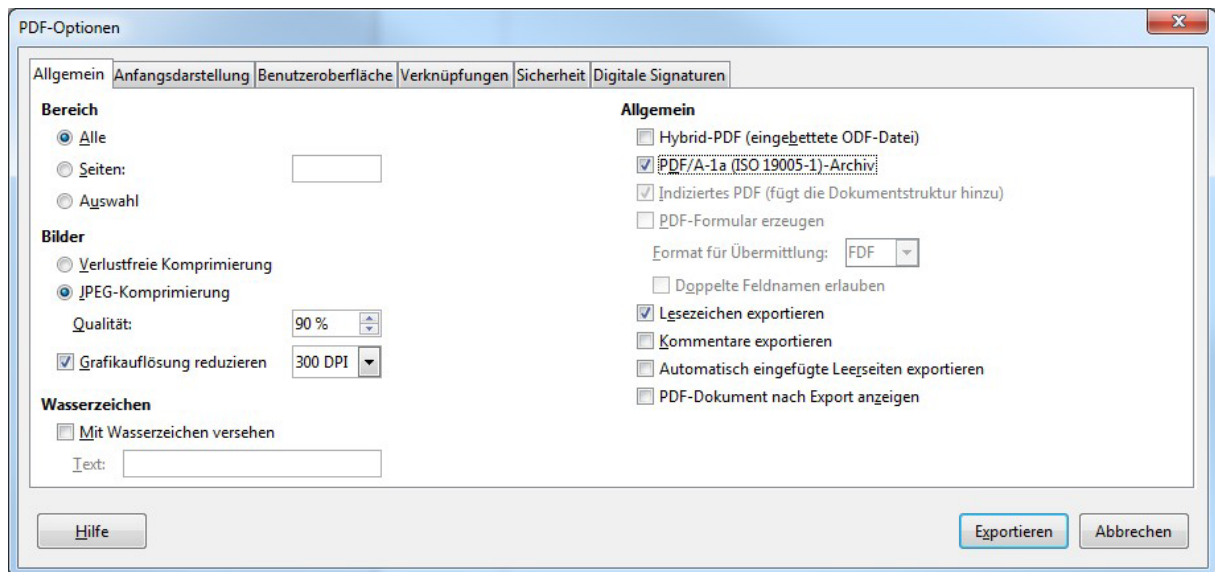 PDF-Optionen
Allgemein Anfangsdarstellung Benutzeroberfläche Verknüpfungen Sicherheit Digitale Signaturen
Bereich
Alle
Seiten:
Auswahl
Bilder
Verlustfreie Komprimierung
JPEG-Komprimierung
Qualität: 90 %
Grafikauflösung reduzieren 300 DPI
Wasserzeichen
Mit Wasserzeichen versehen
Text:
Allgemein
Hybrid-PDF (eingebettete ODF-Datei)
PDF/A-1a (ISO 19005-1)-Archiv
Indiziertes PDF (fügt die Dokumentstruktur hinzu)
PDF-Formular erzeugen
Format für Übermittlung: FDF
Doppelte Feldnamen erlauben
Lesezeichen exportieren
Kommentare exportieren
Automatisch eingefügte Leerseiten exportieren
PDF-Dokument nach Export anzeigen
Hilfe Exportieren Abbrechen